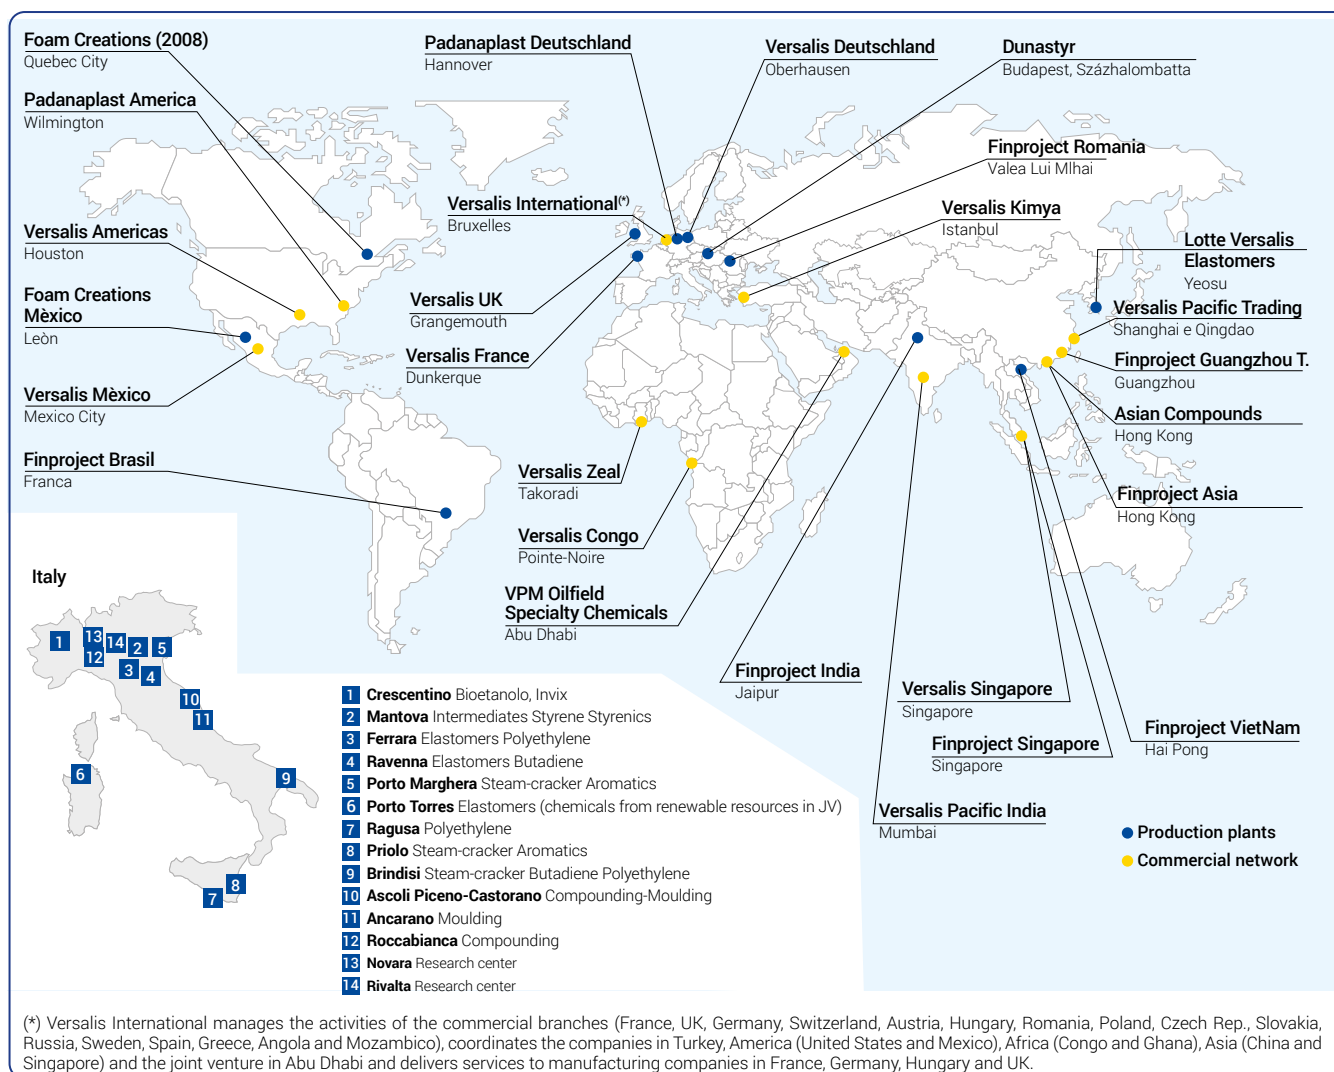 Foam Creations (2008)
Quebec City
Padanaplast America
Wilmington
Versalis Americas
Houston
Foam Creations
Mèxico
Leòn
Versalis Mèxico
Mexico City
Finproject Brasil
Franca
Padanaplast Deutschland
Hannover
Versalis Deutschland
Oberhausen
Dunastyr
Budapest, Százhalombatta
Finproject Romania
Valea Lui Mlhai
Versalis International(*)
Bruxelles
Versalis Kimya
Istanbul
Versalis UK
Grangemouth
Versalis France
Dunkerque
Lotte Versalis
Elastomers
Yeosu
Versalis Pacific Trading
Shanghai e Qingdao
Finproject Guangzhou T.
Guangzhou
Asian Compounds
Hong Kong
Finproject Asia
Hong Kong
Versalis Zeal
Takoradi
Versalis Congo
Pointe-Noire
VPM Oilfield
Specialty Chemicals
Abu Dhabi
Finproject India
Jaipur
Versalis Singapore
Singapore
Finproject Singapore
Singapore
Finproject VietNam
Hai Pong
Versalis Pacific India
Mumbai
Production plants
Commercial network
Italy
1
13
14
2
5
12
3
4
10
11
6
9
8
7
1 Crescentino Bioetanolo, Invix
2 Mantova Intermediates Styrene Styrenics
3 Ferrara Elastomers Polyethylene
4 Ravenna Elastomers Butadiene
5 Porto Marghera Steam-cracker Aromatics
6 Porto Torres Elastomers (chemicals from renewable resources in JV)
7 Ragusa Polyethylene
8 Priolo Steam-cracker Aromatics
9 Brindisi Steam-cracker Butadiene Polyethylene
10 Ascoli Piceno-Castorano Compounding-Moulding
11 Ancarano Moulding
12 Roccabianca Compounding
13 Novara Research center
14 Rivalta Research center
(*) Versalis International manages the activities of the commercial branches (France, UK, Germany, Switzerland, Austria, Hungary, Romania, Poland, Czech Rep., Slovakia,
Russia, Sweden, Spain, Greece, Angola and Mozambico), coordinates the companies in Turkey, America (United States and Mexico), Africa (Congo and Ghana), Asia (China and
Singapore) and the joint venture in Abu Dhabi and delivers services to manufacturing companies in France, Germany, Hungary and UK.